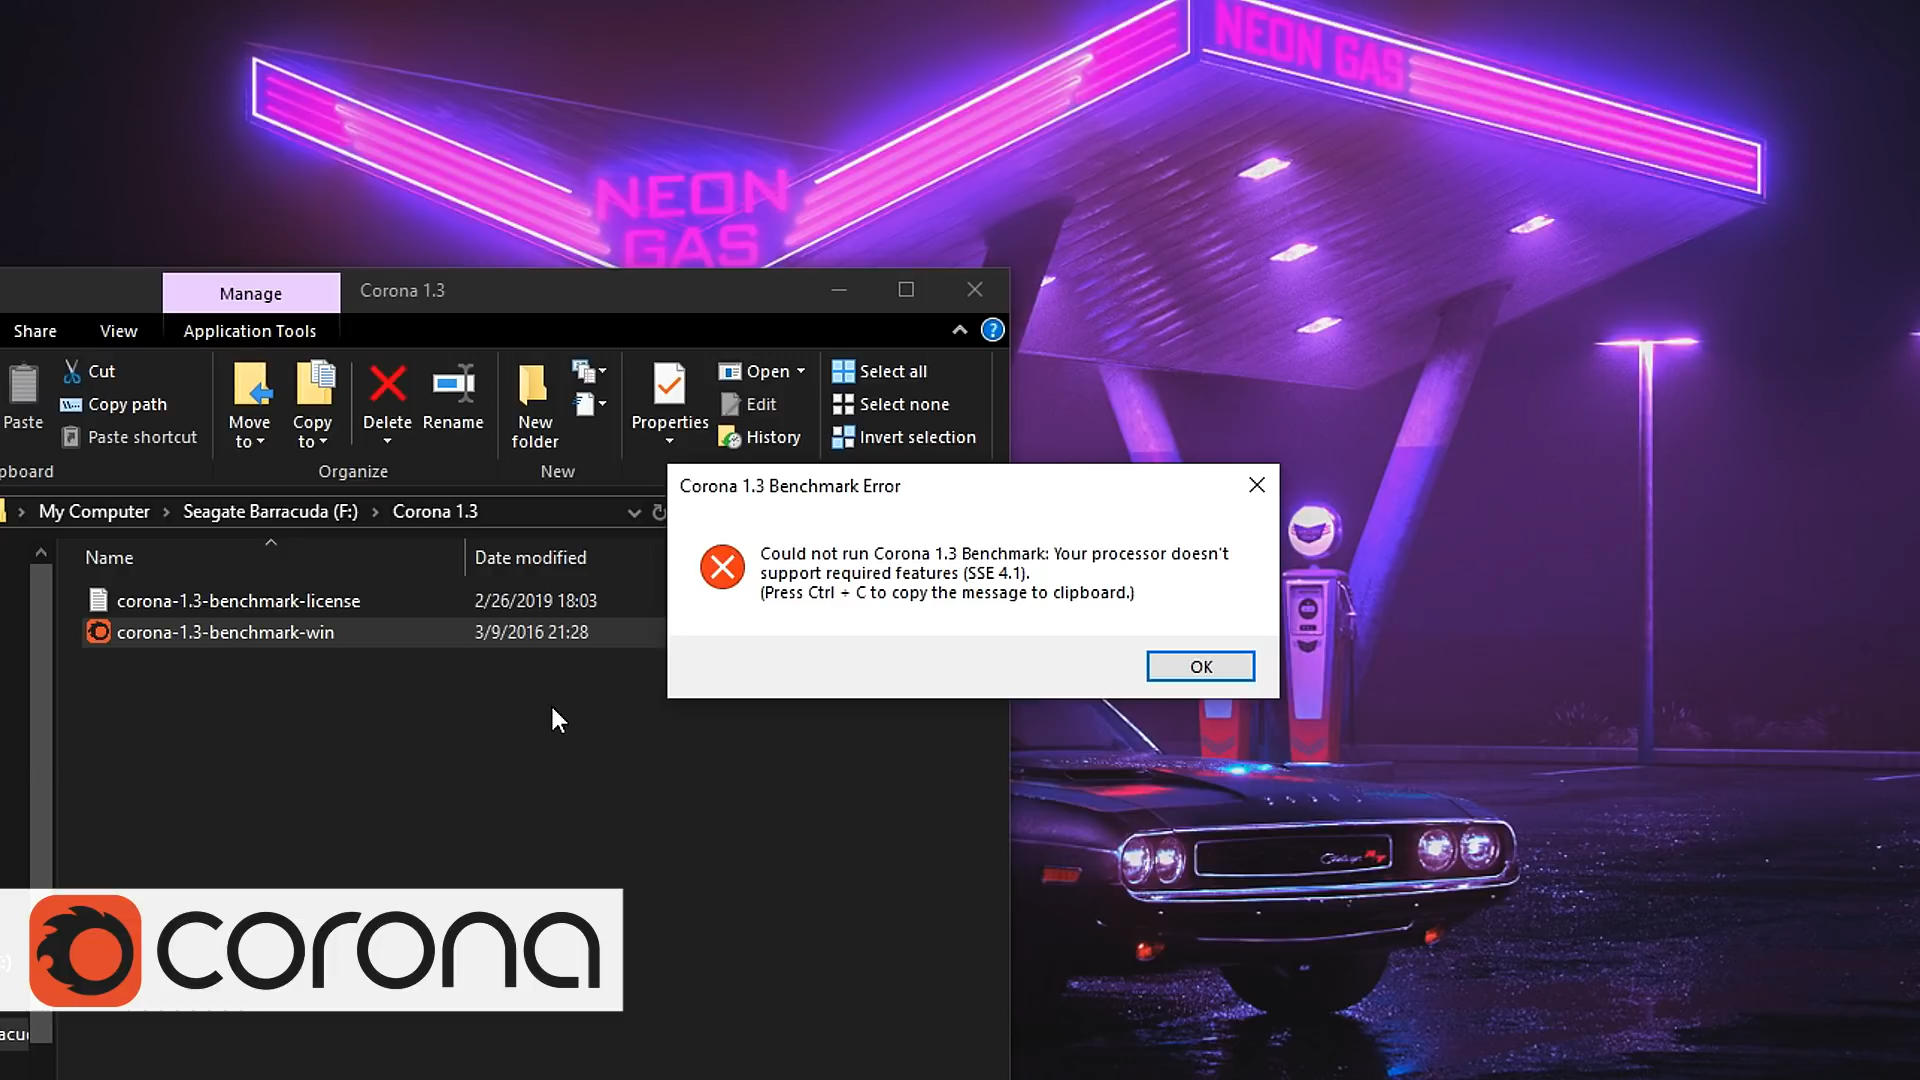 NEON GAS
NEON
GAS
Manage
Corona 1.3
Share
View
Application Tools
?
Paste
Cut
Copy path
Paste shortcut
Move
to
Copy
to
Delete
Rename
New
folder
Properties
Open
Edit
History
Select all
Select none
Invert selection
pboard
Organize
New
My Computer > Seagate Barracuda (F:) > Corona 1.3
Name
Date modified
corona-1.3-benchmark-license
2/26/2019 18:03
corona-1.3-benchmark-win
3/9/2016 21:28
Corona 1.3 Benchmark Error
Could not run Corona 1.3 Benchmark: Your processor doesn't
support required features (SSE 4.1).
(Press Ctrl + C to copy the message to clipboard.)
OK
corona
acu